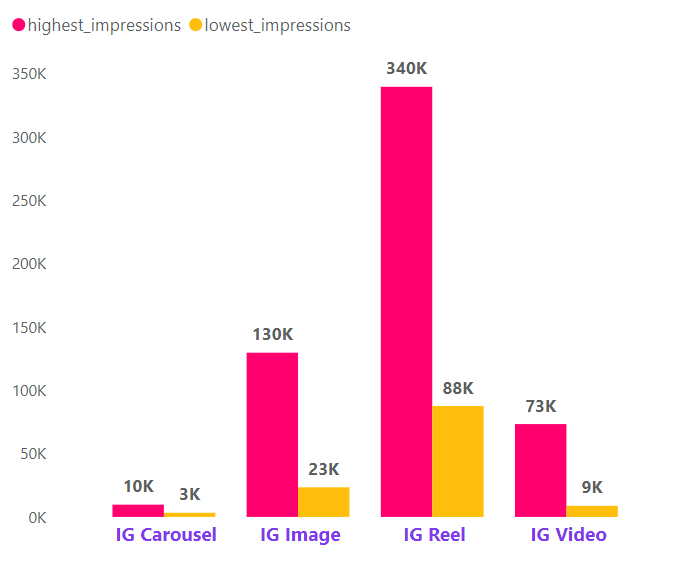 highest_impressions lowest_impressions
340K
350K
300K
250K
200K
150K
130K
100K
88K
73K
50K
23K
10K
3K
9K
0K
IG Carousel IG Image IG Reel IG Video